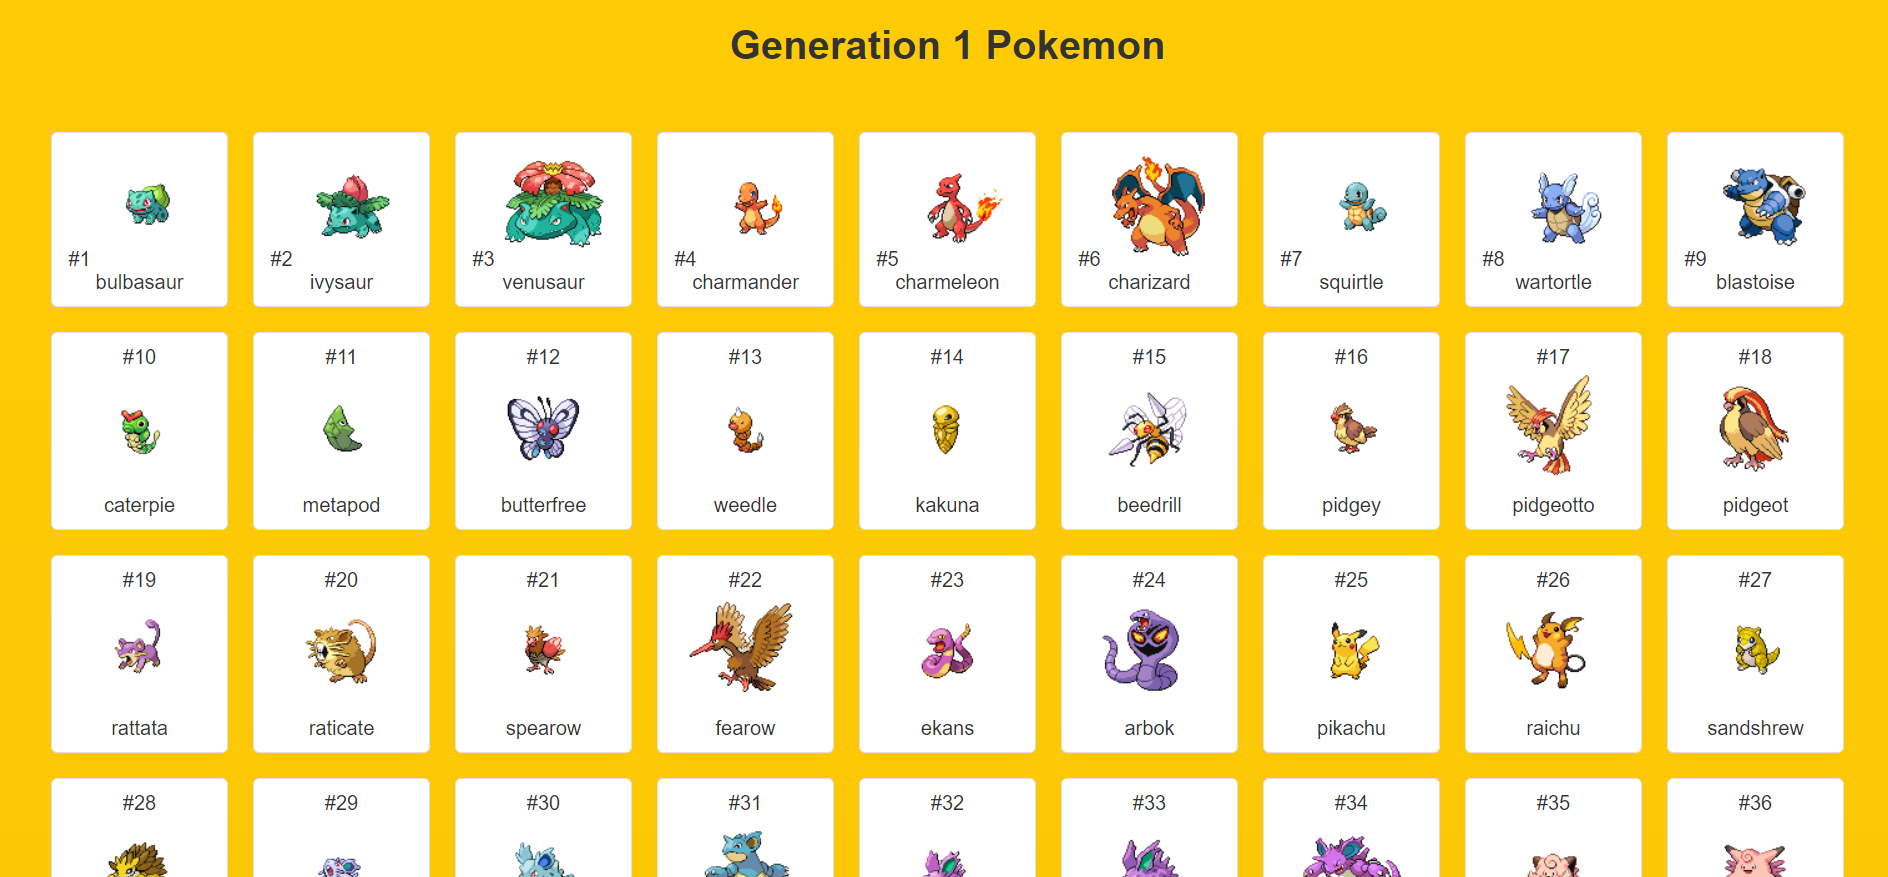 Generation 1 Pokemon
#1
bulbasaur
#2
ivysaur
#3
venusaur
#4
charmander
#5
charmeleon
#6
charizard
#7
squirtle
#8
wartortle
#9
blastoise
#10
caterpie
#11
metapod
#12
butterfree
#13
weedle
#14
kakuna
#15
beedrill
#16
pidgey
#17
pidgeotto
#18
pidgeot
#19
rattata
#20
raticate
#21
spearow
#22
fearow
#23
ekans
#24
arbok
#25
pikachu
#26
raichu
#27
sandshrew
#28
#29
#30
#31
#32
#33
#34
#35
#36